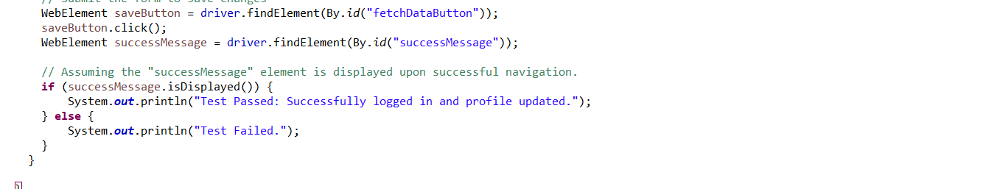 // Submit the form to save changes
WebElement saveButton = driver.findElement(By.id("fetchDataButton"));
saveButton.click();
WebElement successMessage = driver.findElement(By.id("successMessage"));
// Assuming the "successMessage" element is displayed upon successful navigation.
if (successMessage.isDisplayed()) {
System.out.println("Test Passed: Successfully logged in and profile updated.");
} else {
System.out.println("Test Failed.");
}
}